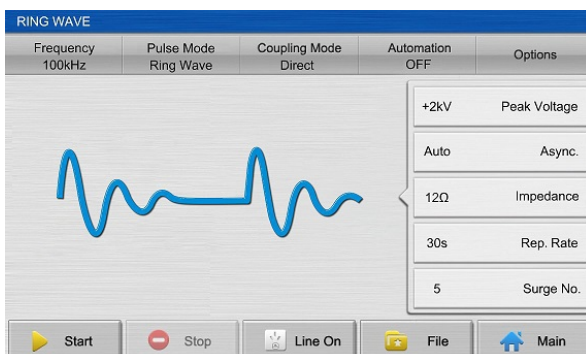 RING WAVE
Frequency
100kHz
Pulse Mode
Ring Wave
Coupling Mode
Direct
Automation
OFF
Options
+2kV Peak Voltage
Auto Async.
12Ω Impedance
30s Rep. Rate
5 Surge No.
Start Stop Line On File Main